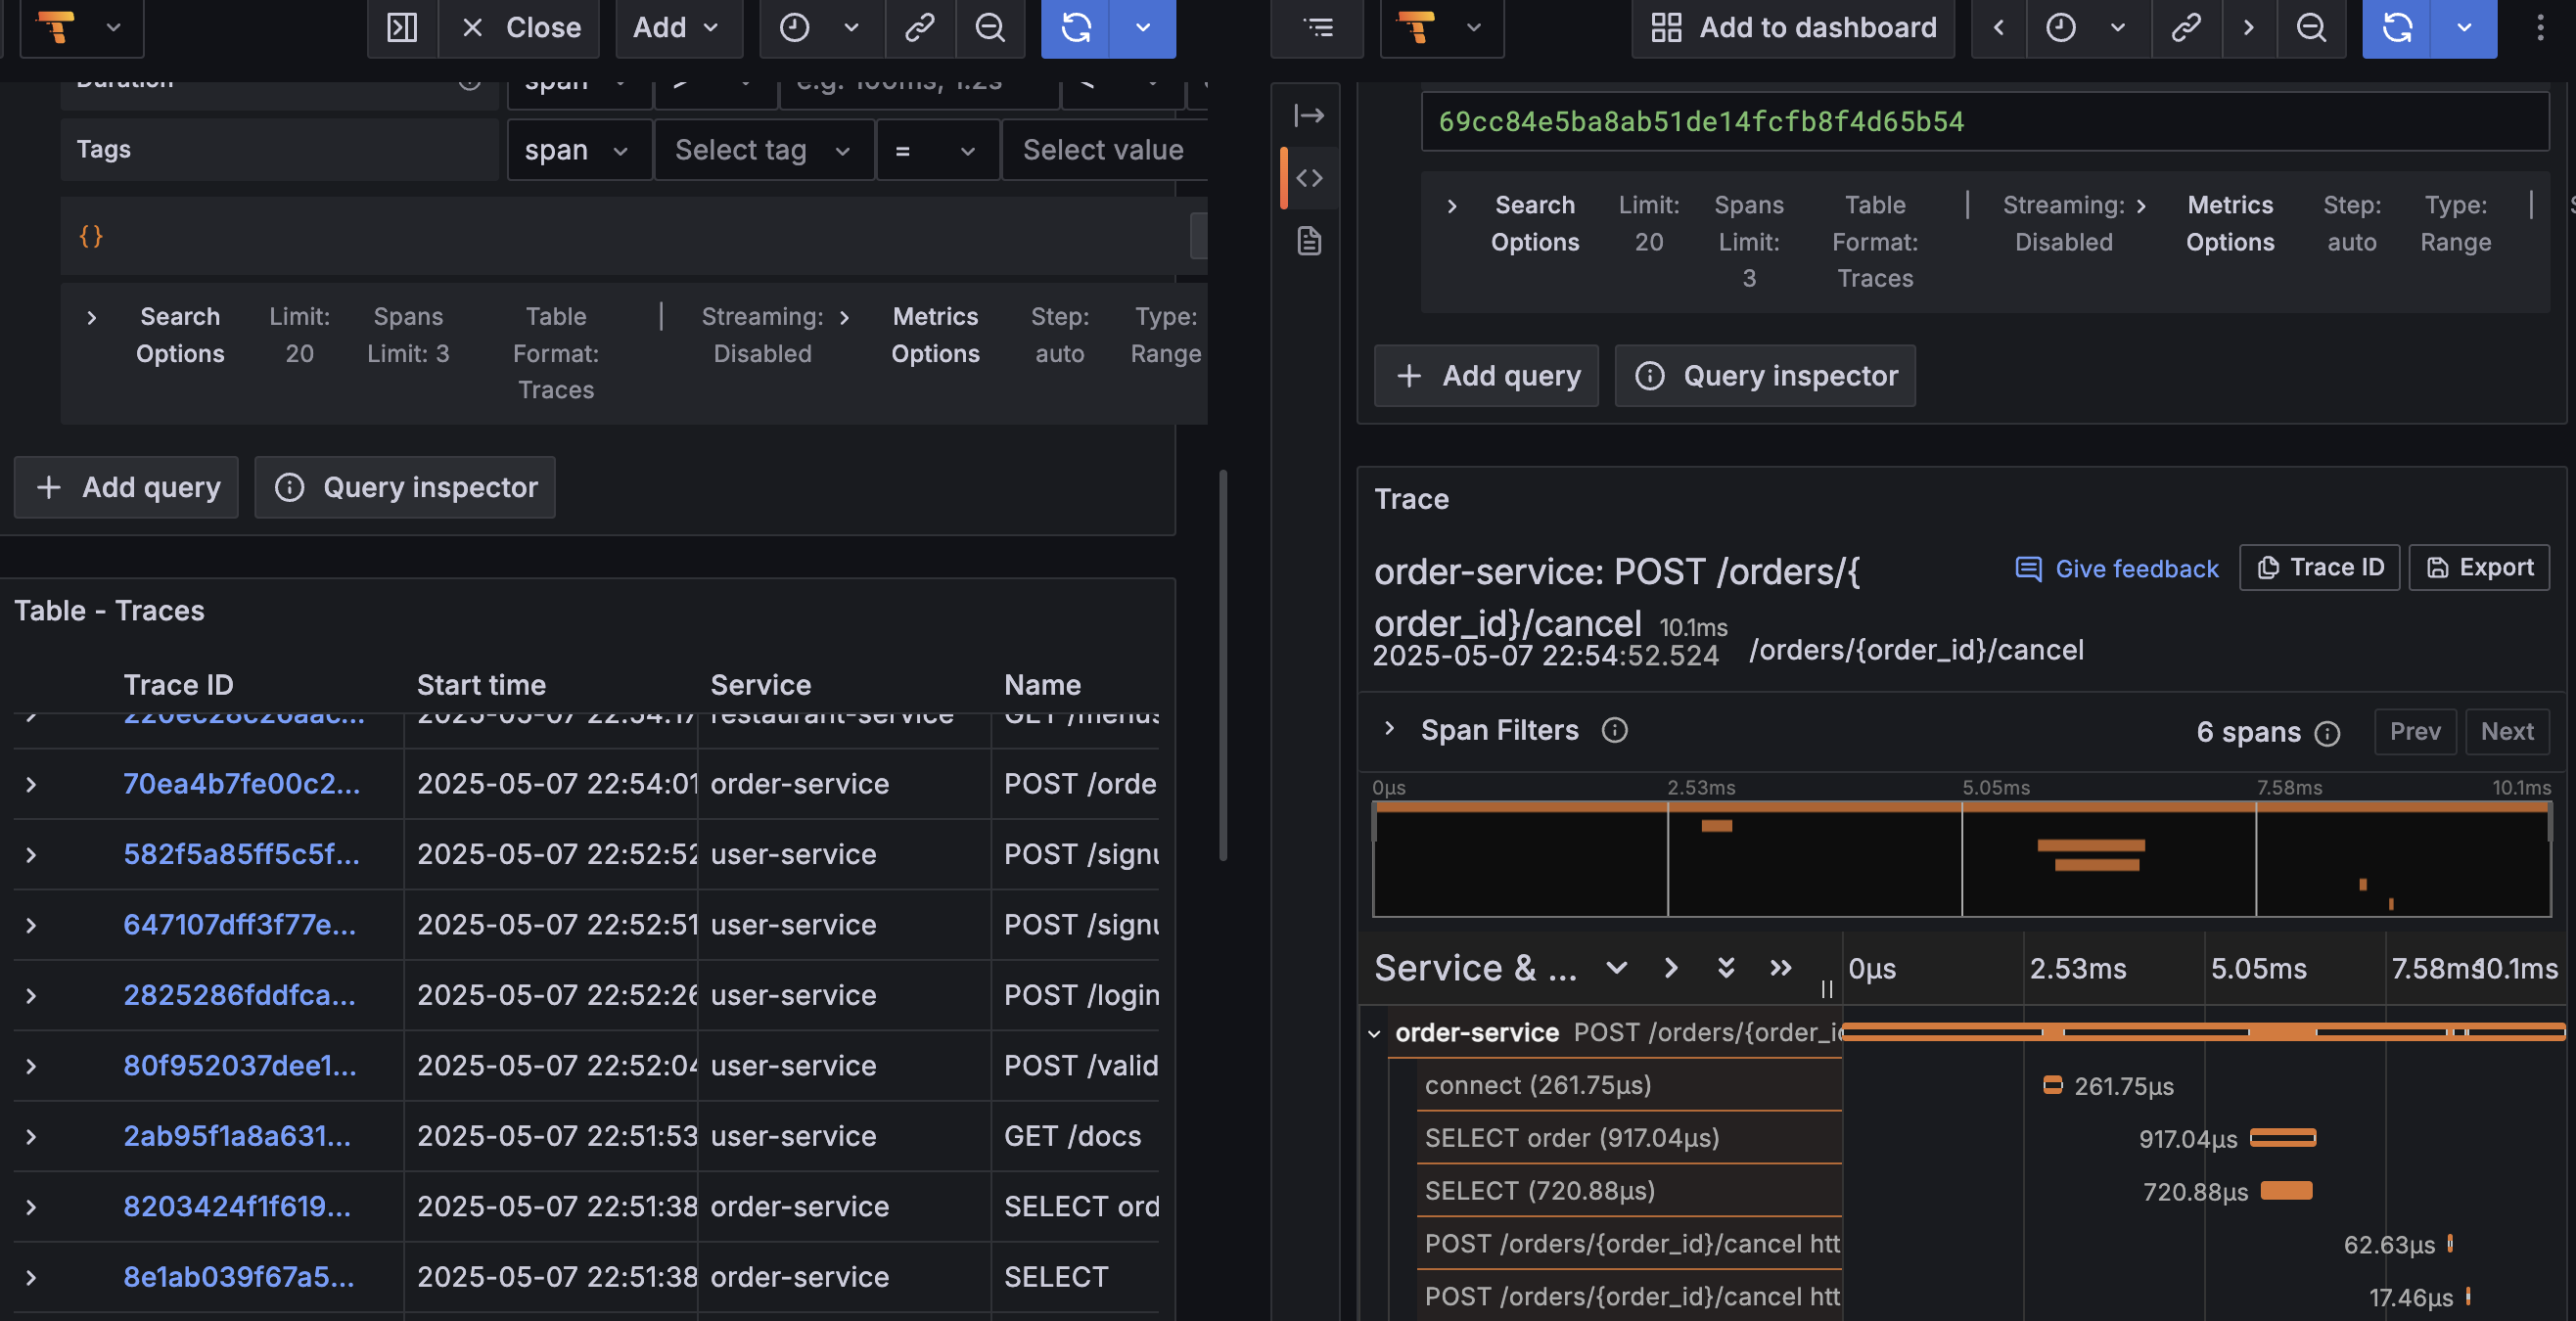 Close
Add
Duration
span
>
e.g. 100ms, 1.2s
<
Tags
span
Select tag
=
Select value
{}
Search Options
Limit: 20
Spans Limit: 3
Table Format: Traces
|
Streaming: Disabled
Metrics Options
Step: auto
Type: Range
+ Add query
Query inspector
Table - Traces
Trace ID Start time Service Name
220ec28c26aac... 2025-05-07 22:54:17 restaurant-service GET /menus
70ea4b7fe00c2... 2025-05-07 22:54:01 order-service POST /orde
582f5a85ff5c5f... 2025-05-07 22:52:52 user-service POST /signu
647107dff3f77e... 2025-05-07 22:52:51 user-service POST /signu
2825286fddfca... 2025-05-07 22:52:26 user-service POST /login
80f952037dee1... 2025-05-07 22:52:04 user-service POST /valid
2ab95f1a8a631... 2025-05-07 22:51:53 user-service GET /docs
8203424f1f619... 2025-05-07 22:51:38 order-service SELECT ord
8e1ab039f67a5... 2025-05-07 22:51:38 order-service SELECT
Add to dashboard
69cc84e5ba8ab51de14fcfb8f4d65b54
Search Options
Limit: 20
Spans Limit: 3
Table Format: Traces
|
Streaming: Disabled
Metrics Options
Step: auto
Type: Range
|
+ Add query
Query inspector
Trace
order-service: POST /orders/{
order_id}/cancel 10.1ms
Give feedback
Trace ID
Export
2025-05-07 22:54:52.524 /orders/{order_id}/cancel
Span Filters
6 spans
Prev
Next
0μs 2.53ms 5.05ms 7.58ms 10.1ms
Service & ...
0μs 2.53ms 5.05ms 7.58ms 10.1ms
order-service POST /orders/{order_id
connect (261.75μs) 261.75μs
SELECT order (917.04μs) 917.04μs
SELECT (720.88μs) 720.88μs
POST /orders/{order_id}/cancel htt 62.63μs
POST /orders/{order_id}/cancel htt 17.46μs